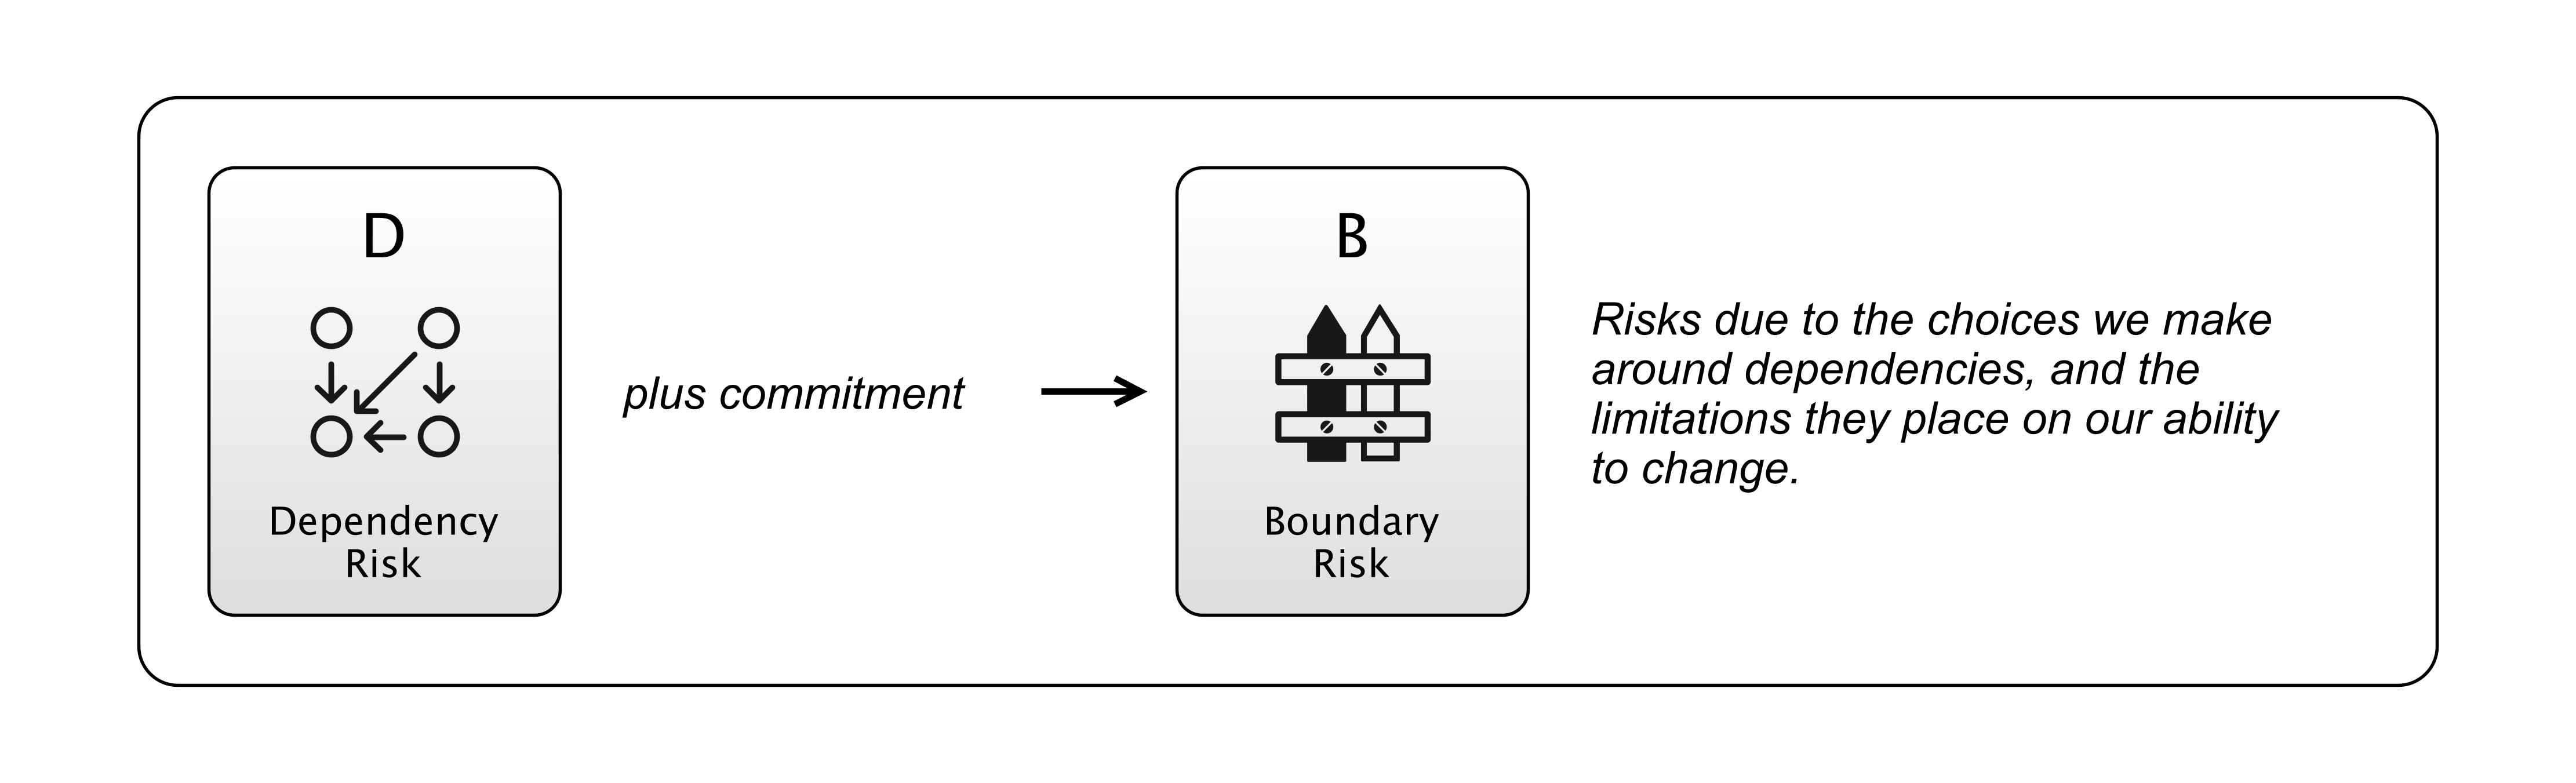 D
Dependency
Risk
plus commitment
B
Boundary
Risk
Risks due to the choices we make
around dependencies, and the
limitations they place on our ability
to change.